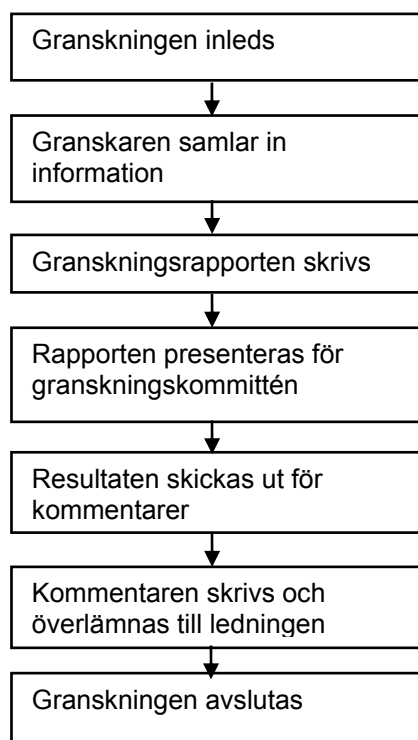 Granskningen inleds
Granskaren samlar in
information
Granskningsrapporten skrivs
Rapporten presenteras för
granskningskommittén
Resultaten skickas ut för
kommentarer
Kommentaren skrivs och
överlämnas till ledningen
Granskningen avslutas